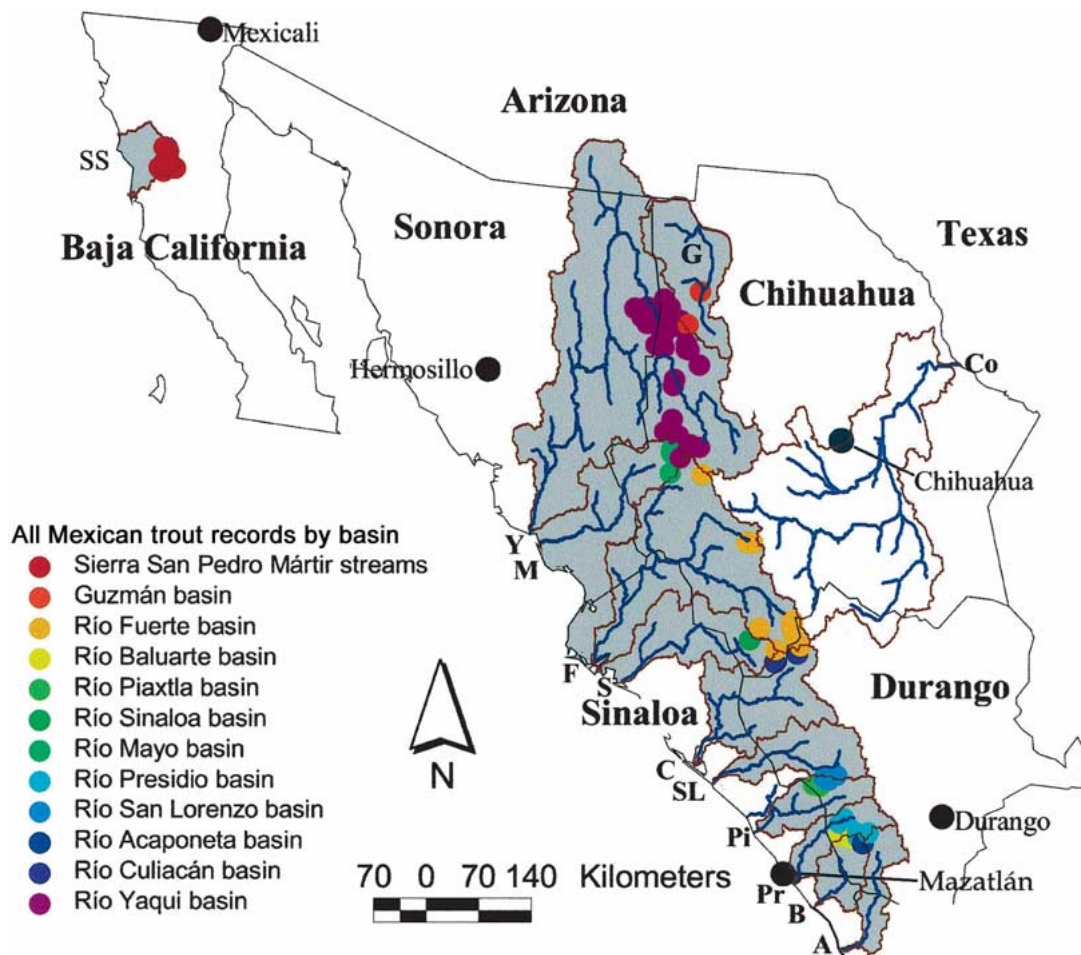 Mexicali
Arizona
SS
Baja California
Sonora
G
Texas
Chihuahua
Hermosillo
Co
Chihuahua
Y
M
F
S
Sinaloa
Durango
C
SL
Pi
Durango
Pr
Mazatlán
B
A
N
All Mexican trout records by basin
Sierra San Pedro Mártir streams
Guzmán basin
Río Fuerte basin
Río Baluarte basin
Río Piaxtla basin
Río Sinaloa basin
Río Mayo basin
Río Presidio basin
Río San Lorenzo basin
Río Acaponeta basin
Río Culiacán basin
Río Yaqui basin
70 0 70 140 Kilometers